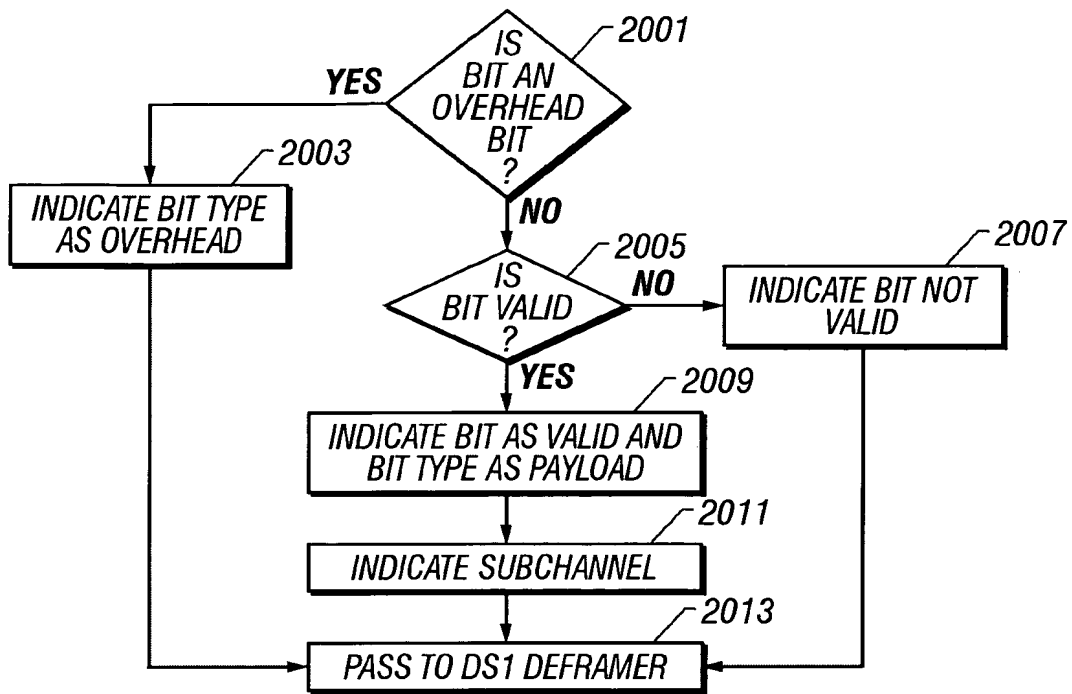 2001
IS
BIT AN
OVERHEAD
BIT
?
YES
2003
INDICATE BIT TYPE
AS OVERHEAD
NO
2005
IS
BIT VALID
?
NO
2007
INDICATE BIT NOT
VALID
YES
2009
INDICATE BIT AS VALID AND
BIT TYPE AS PAYLOAD
2011
INDICATE SUBCHANNEL
2013
PASS TO DS1 DEFRAMER